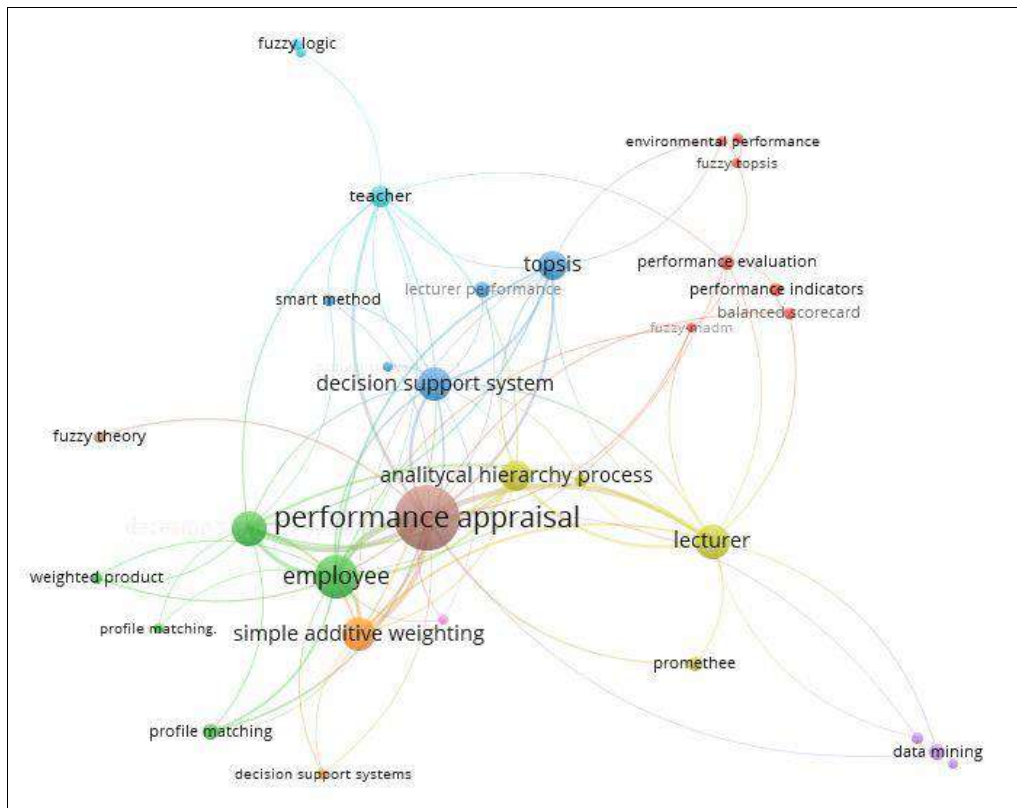 fuzzy logic
environmental performance
fuzzy topsis
teacher
topsis
performance evaluation
lecturer performance
performance indicators
smart method
balanced scorecard
fuzzy madm
decision support system
fuzzy theory
analitycal hierarchy process
performance appraisal
lecturer
employee
weighted product
profile matching.
simple additive weighting
promethee
profile matching
data mining
decision support systems